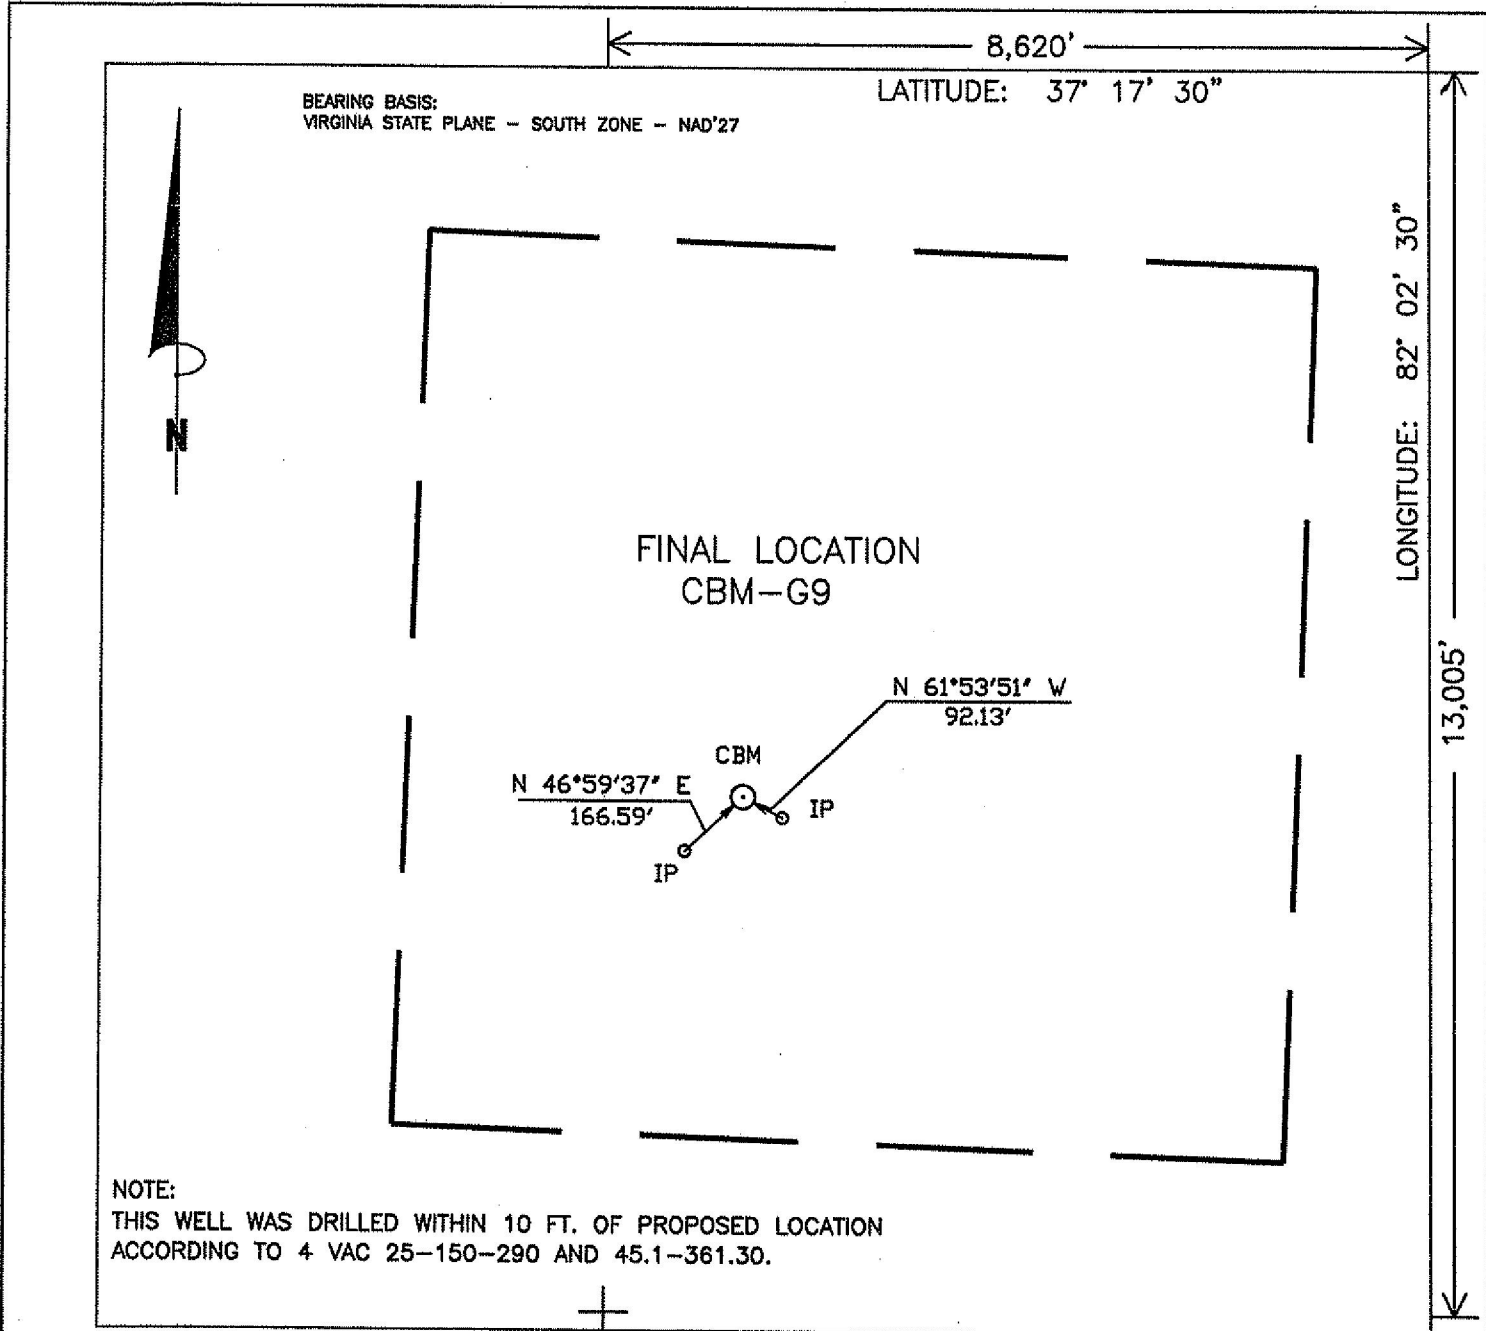 8,620'
LATITUDE: 37° 17' 30"
BEARING BASIS:
VIRGINIA STATE PLANE - SOUTH ZONE - NAD'27
LONGITUDE: 82° 02' 30"
N
FINAL LOCATION
CBM-G9
13,005'
N 61°53'51" W
92.13'
CBM
N 46°59'37" E
166.59'
IP
IP
NOTE:
THIS WELL WAS DRILLED WITHIN 10 FT. OF PROPOSED LOCATION
ACCORDING TO 4 VAC 25-150-290 AND 45.1-361.30.